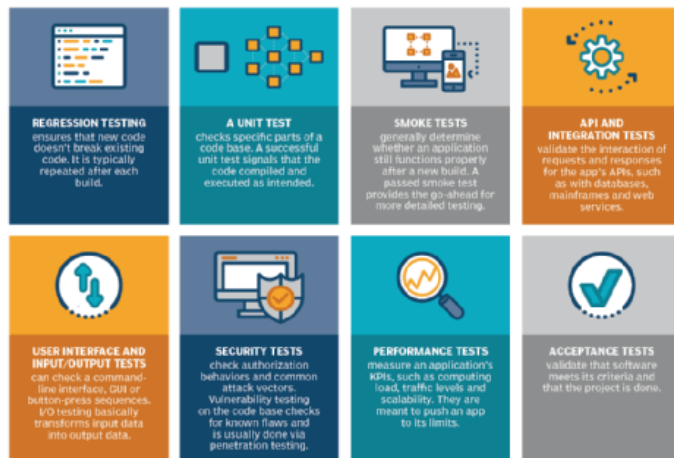 REGRESSION TESTING
ensures that new code
doesn't break existing
code. It is typically
repeated after each
build.
A UNIT TEST
checks specific parts of a
code base. A successful
unit test signals that the
code compiled and
executed as intended.
SMOKE TESTS
generally determine
whether an application
still functions properly
after a new build. A
passed smoke test
provides the go-ahead for
more detailed testing.
API AND
INTEGRATION TESTS
validate the interaction of
requests and responses
for the app's APIs, such
as with databases,
mainframes and web
services.
USER INTERFACE AND
INPUT/OUTPUT TESTS
can check a command-
line interface, GUI or
button-press sequences.
I/O testing basically
transforms input data
into output data.
SECURITY TESTS
check authorization
behaviors and common
attack vectors.
Vulnerability testing
on the code base checks
for known flaws and
is usually done via
penetration testing.
PERFORMANCE TESTS
measure an application's
KPIs, such as computing
load, traffic levels and
scalability. They are
meant to push an app
to its limits.
ACCEPTANCE TESTS
validate that software
meets its criteria and
that the project is done.